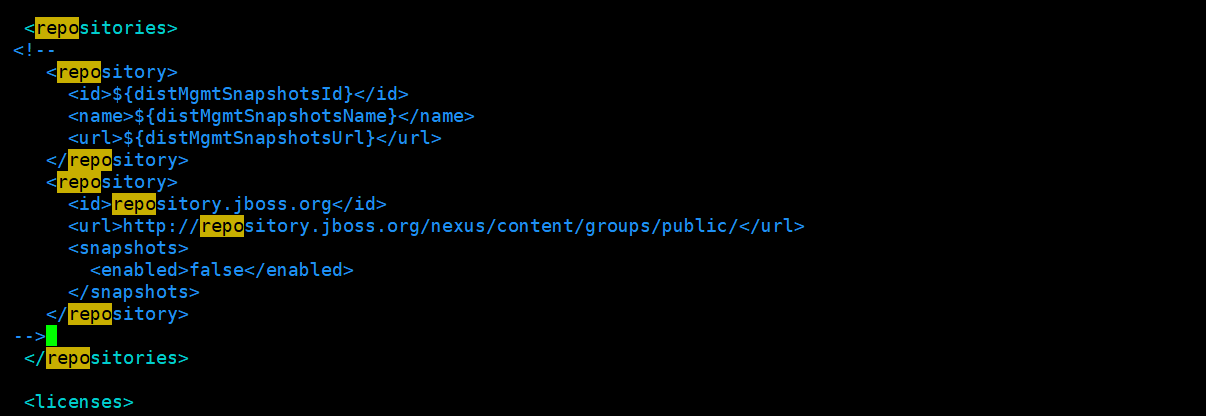 <repositories>
<!--
<repository>
<id>${distMgmtSnapshotsId}</id>
<name>${distMgmtSnapshotsName}</name>
<url>${distMgmtSnapshotsUrl}</url>
</repository>
<repository>
<id>repository.jboss.org</id>
<url>http://repository.jboss.org/nexus/content/groups/public/</url>
<snapshots>
<enabled>false</enabled>
</snapshots>
</repository>
-->
</repositories>
<licenses>